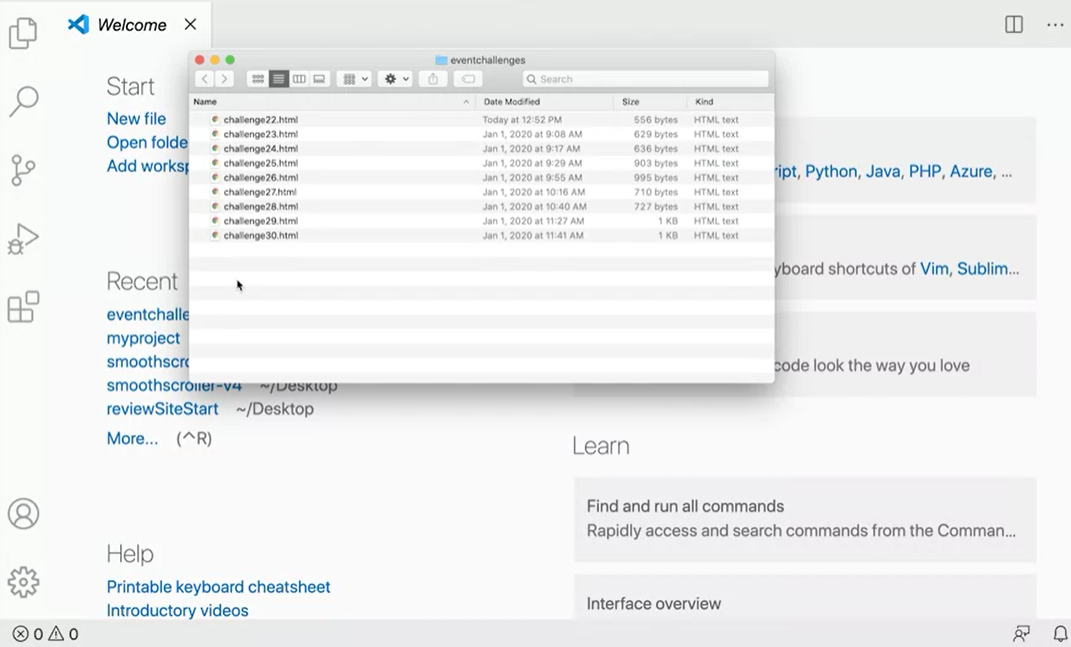 Welcome
eventchallenges
Search
Name Date Modified Size Kind
challenge22.html Today at 12:52 PM 556 bytes HTML text
challenge23.html Jan 1, 2020 at 9:08 AM 629 bytes HTML text
challenge24.html Jan 1, 2020 at 9:17 AM 636 bytes HTML text
challenge25.html Jan 1, 2020 at 9:29 AM 903 bytes HTML text
challenge26.html Jan 1, 2020 at 9:55 AM 995 bytes HTML text
challenge27.html Jan 1, 2020 at 10:16 AM 710 bytes HTML text
challenge28.html Jan 1, 2020 at 10:40 AM 727 bytes HTML text
challenge29.html Jan 1, 2020 at 11:27 AM 1 KB HTML text
challenge30.html Jan 1, 2020 at 11:41 AM 1 KB HTML text
Start
New file
Open folde
Add worksp
Recent
eventchalle
myproject
smoothscro
smoothscroller-v4 ~/Desktop
reviewSiteStart ~/Desktop
More... (^R)
Help
Printable keyboard cheatsheet
Introductory videos
ript, Python, Java, PHP, Azure, ...
yboard shortcuts of Vim, Sublim...
code look the way you love
Learn
Find and run all commands
Rapidly access and search commands from the Comman...
Interface overview
0 0